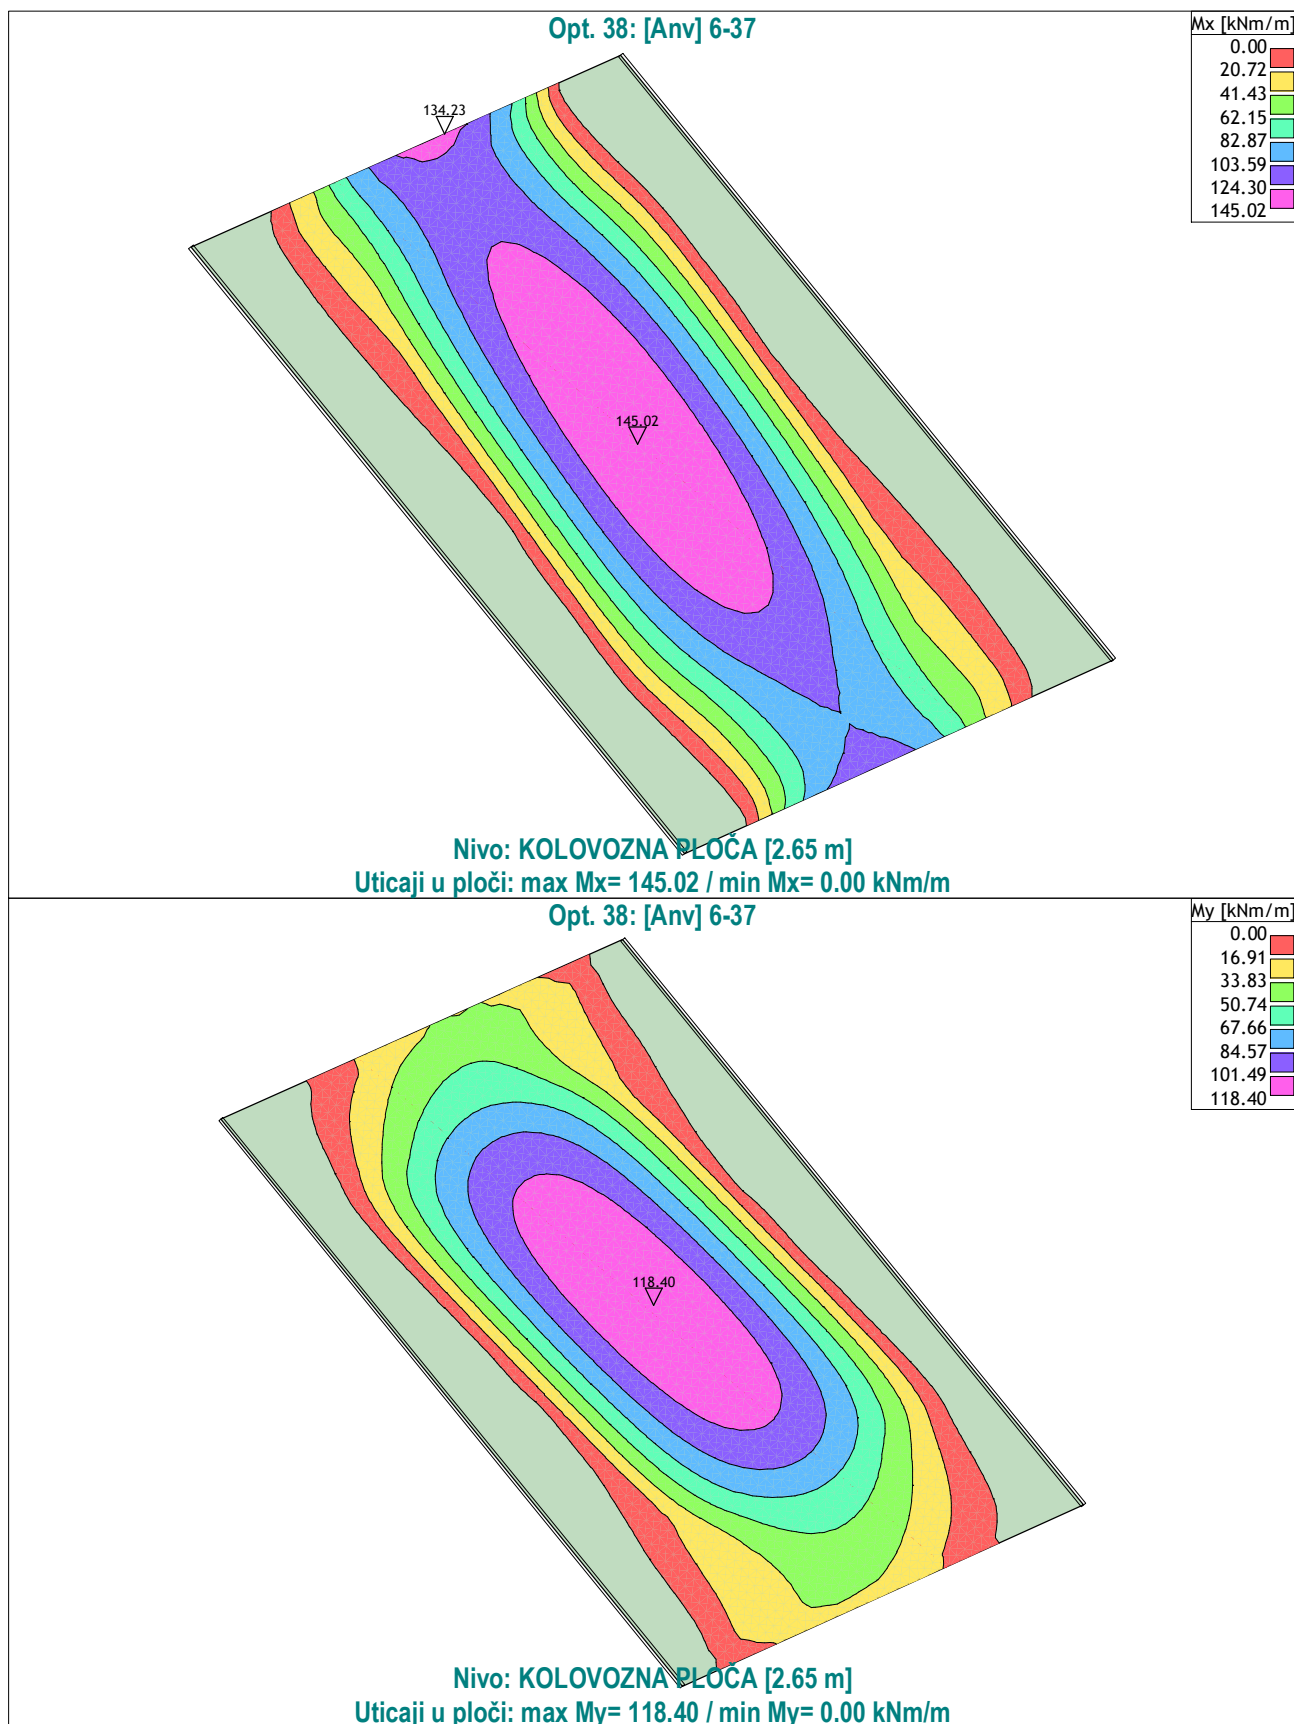 Opt. 38: [Anv] 6-37
Mx [kNm/m]
0.00
20.72
41.43
62.15
82.87
103.59
124.30
145.02
134.23
145.02
Nivo: KOLOVOZNA PLOČA [2.65 m]
Uticaji u ploči: max Mx= 145.02 / min Mx= 0.00 kNm/m
Opt. 38: [Anv] 6-37
My [kNm/m]
0.00
16.91
33.83
50.74
67.66
84.57
101.49
118.40
118.40
Nivo: KOLOVOZNA PLOČA [2.65 m]
Uticaji u ploči: max My= 118.40 / min My= 0.00 kNm/m